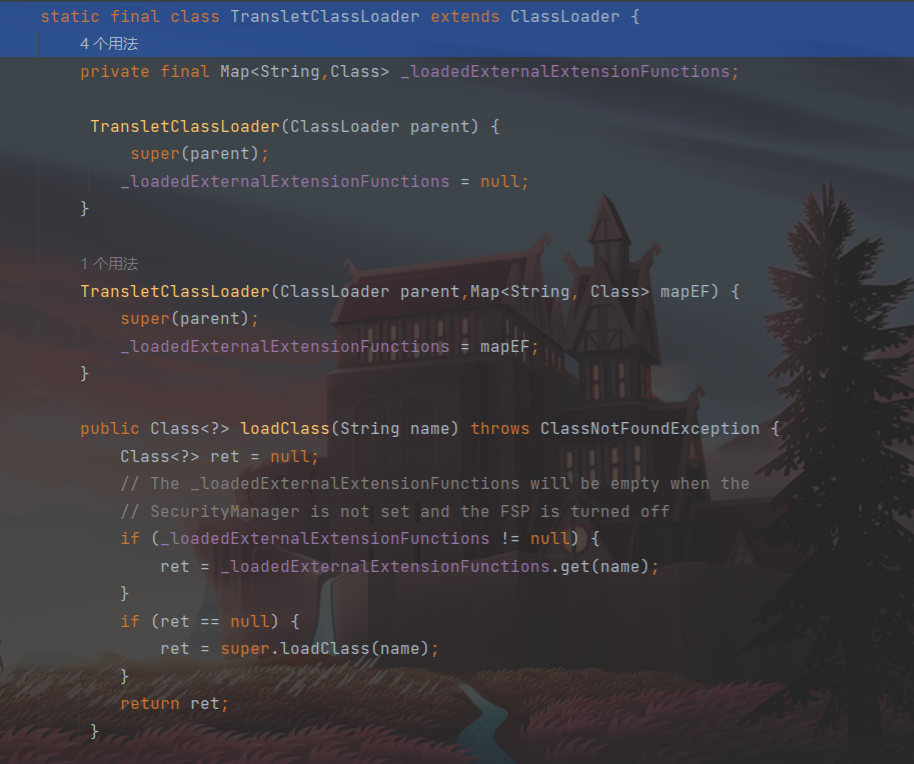 static final class TransletClassLoader extends ClassLoader {
4 个用法
private final Map<String,Class> _loadedExternalExtensionFunctions;
TransletClassLoader(ClassLoader parent) {
super(parent);
_loadedExternalExtensionFunctions = null;
}
1 个用法
TransletClassLoader(ClassLoader parent,Map<String, Class> mapEF) {
super(parent);
_loadedExternalExtensionFunctions = mapEF;
}
public Class<?> loadClass(String name) throws ClassNotFoundException {
Class<?> ret = null;
// The _loadedExternalExtensionFunctions will be empty when the
// SecurityManager is not set and the FSP is turned off
if (_loadedExternalExtensionFunctions != null) {
ret = _loadedExternalExtensionFunctions.get(name);
}
if (ret == null) {
ret = super.loadClass(name);
}
return ret;
}